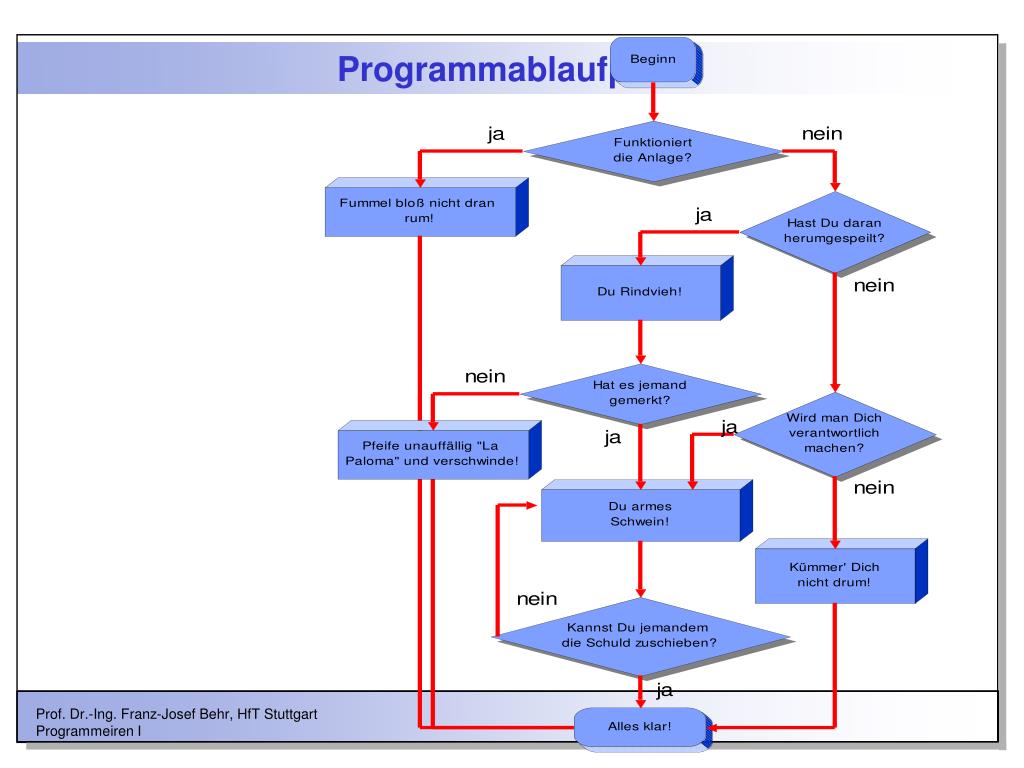 Programmablauf
Beginn
ja
nein
Funktioniert
die Anlage?
Fummel bloß nicht dran
rum!
Hast Du daran
herumgespeilt?
ja
nein
Du Rindvieh!
nein
Hat es jemand
gemerkt?
ja
Wird man Dich
verantwortlich
machen?
ja
nein
Pfeife unauffällig "La
Paloma" und verschwinde!
Du armes
Schwein!
Kümmer' Dich
nicht drum!
nein
Kannst Du jemandem
die Schuld zuschieben?
ja
Alles klar!
Prof. Dr.-Ing. Franz-Josef Behr, HfT Stuttgart
Programmeiren I